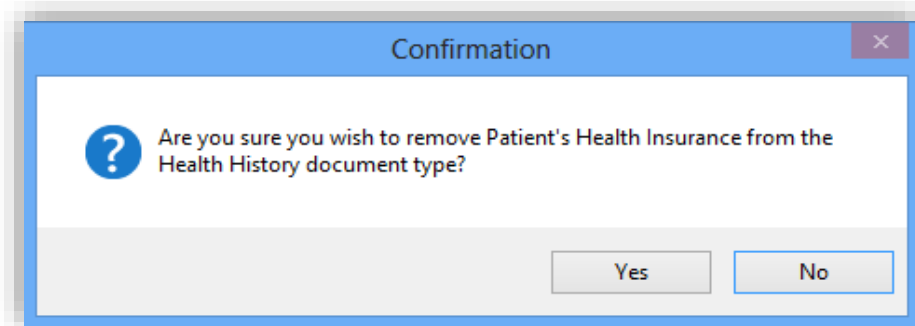 Confirmation
Are you sure you wish to remove Patient's Health Insurance from the
Health History document type?
Yes
No